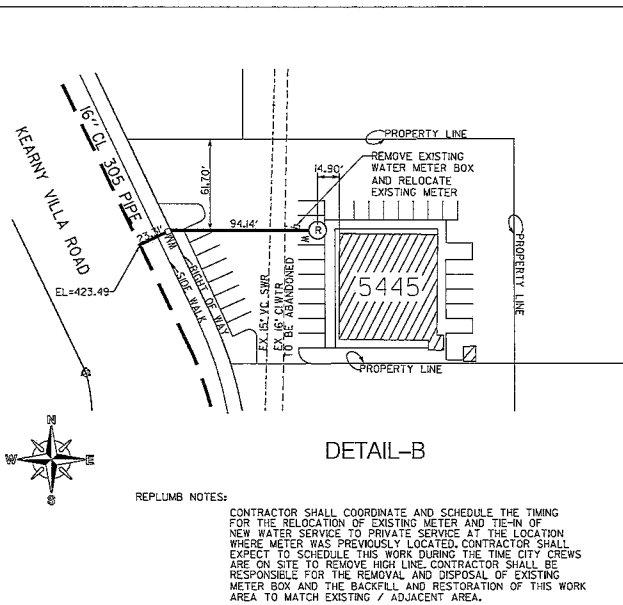 KEARNY VILLA ROAD
16" CL 305 PIPE
61.70'
PROPERTY LINE
14.90'
REMOVE EXISTING
WATER METER BOX
AND RELOCATE
EXISTING METER
94.14'
WM
W
R
PROPERTY LINE
EL=423.49
RIGHT OF WAY
SIDE WALK
EX 15" VC SWR
EX 16" CI WTR
TO BE ABANDONED
5445
PROPERTY LINE
N
W
E
S
DETAIL-B
REPLUMB NOTES:
CONTRACTOR SHALL COORDINATE AND SCHEDULE THE TIMING
FOR THE RELOCATION OF EXISTING METER AND TIE-IN OF
NEW WATER SERVICE TO PRIVATE SERVICE AT THE LOCATION
WHERE METER WAS PREVIOUSLY LOCATED. CONTRACTOR SHALL
EXPECT TO SCHEDULE THIS WORK DURING THE TIME CITY CREWS
ARE ON SITE TO REMOVE HIGH LINE. CONTRACTOR SHALL BE
RESPONSIBLE FOR THE REMOVAL AND DISPOSAL OF EXISTING
METER BOX AND THE BACKFILL AND RESTORATION OF THIS WORK
AREA TO MATCH EXISTING / ADJACENT AREA.